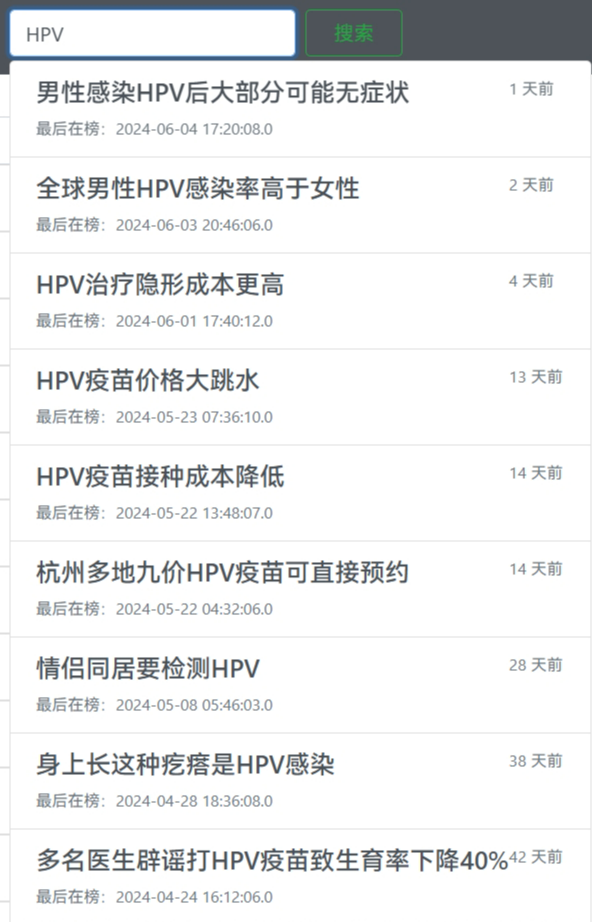 HPV 搜索
男性感染HPV后大部分可能无症状 1 天前
最后在榜：2024-06-04 17:20:08.0
全球男性HPV感染率高于女性 2 天前
最后在榜：2024-06-03 20:46:06.0
HPV治疗隐形成本更高 4 天前
最后在榜：2024-06-01 17:40:12.0
HPV疫苗价格大跳水 13 天前
最后在榜：2024-05-23 07:36:10.0
HPV疫苗接种成本降低 14 天前
最后在榜：2024-05-22 13:48:07.0
杭州多地九价HPV疫苗可直接预约 14 天前
最后在榜：2024-05-22 04:32:06.0
情侣同居要检测HPV 28 天前
最后在榜：2024-05-08 05:46:03.0
身上长这种疙瘩是HPV感染 38 天前
最后在榜：2024-04-28 18:36:08.0
多名医生辟谣打HPV疫苗致生育率下降40% 42 天前
最后在榜：2024-04-24 16:12:06.0